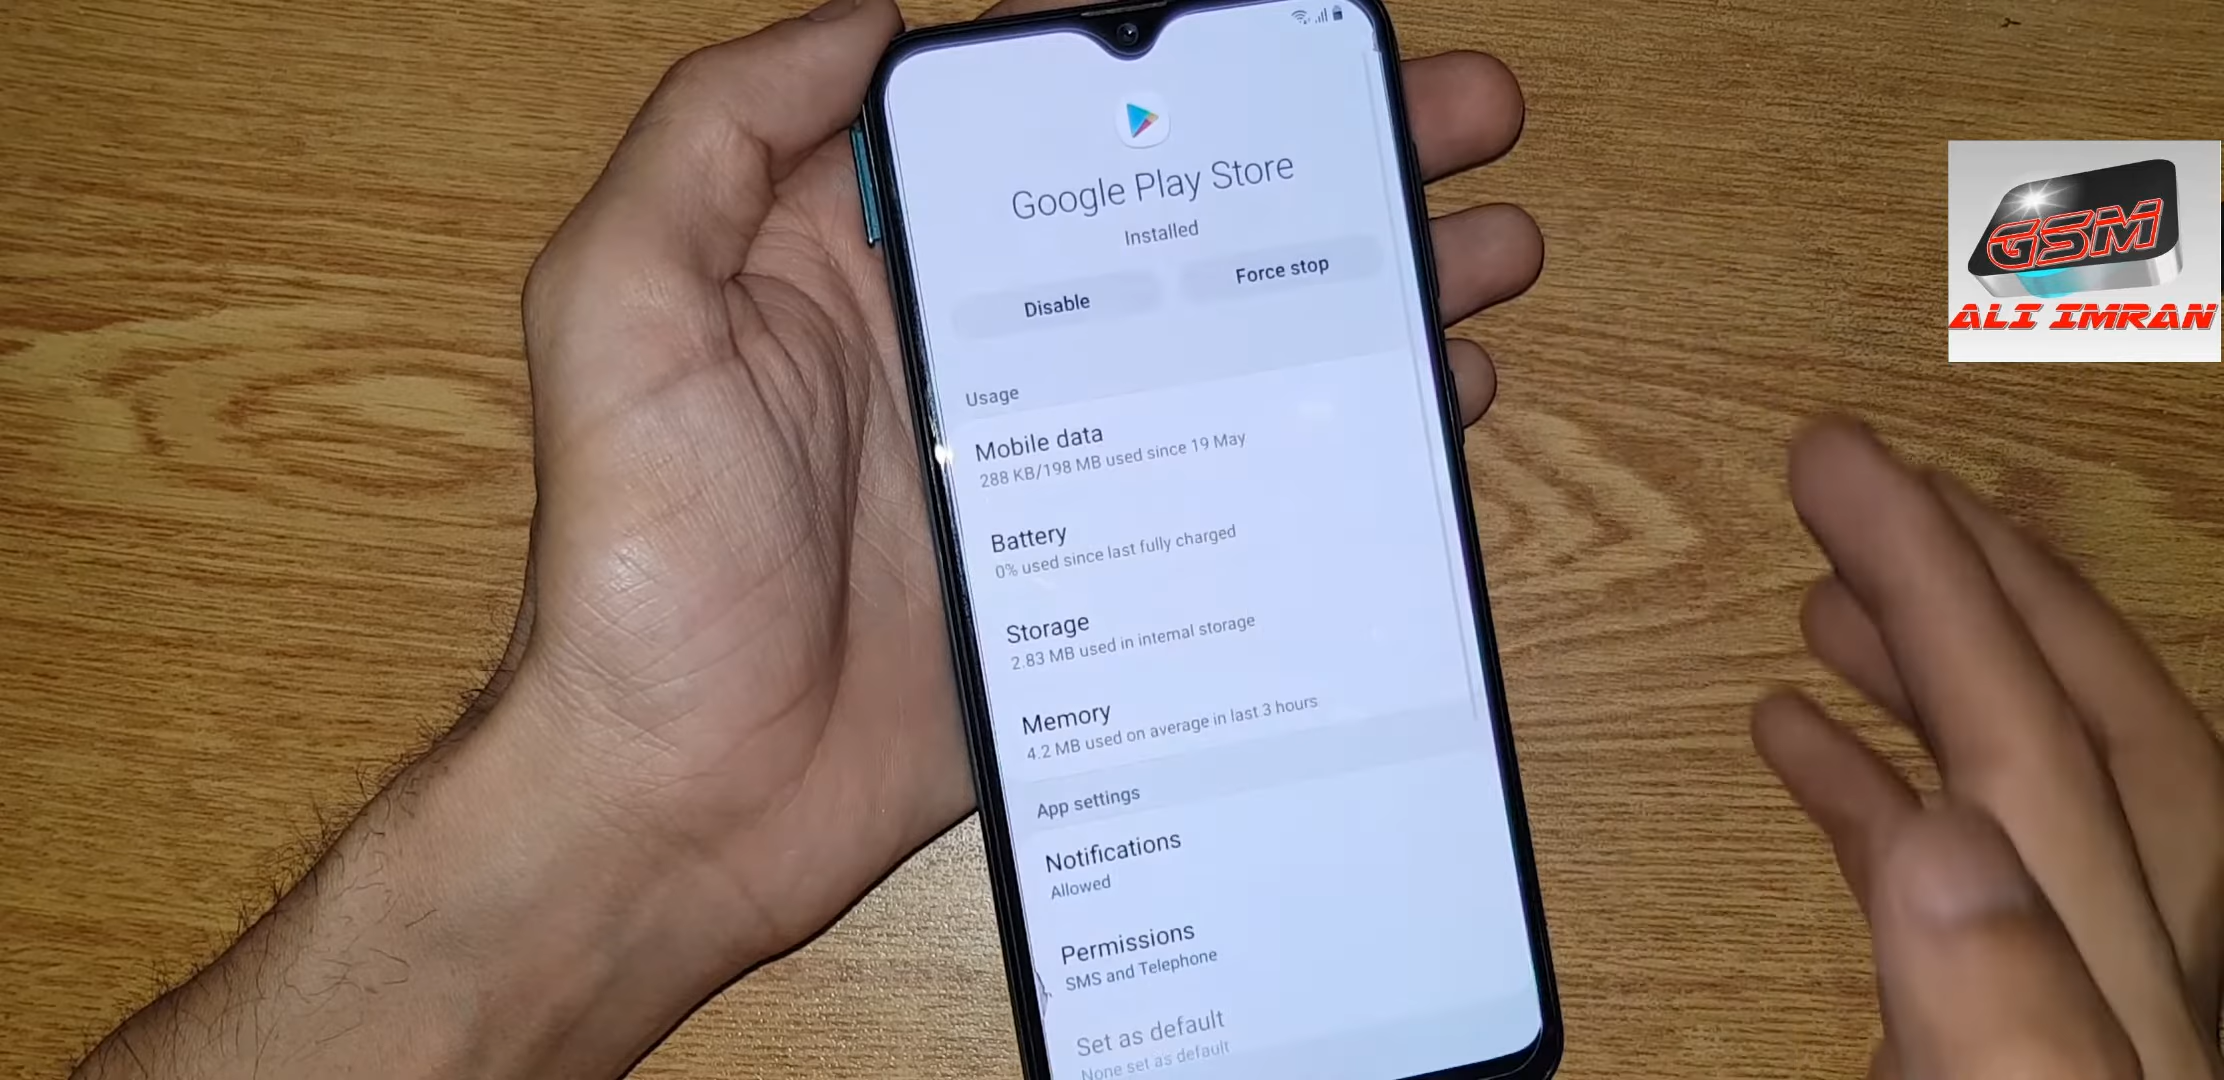 Google Play Store
Installed
Disable
Force stop
Usage
Mobile data
288 KB/198 MB used since 19 May
Battery
0% used since last fully charged
Storage
2.83 MB used in internal storage
Memory
4.2 MB used on average in last 3 hours
App settings
Notifications
Allowed
Permissions
SMS and Telephone
Set as default
None set as default
GSM
ALI IMRAN